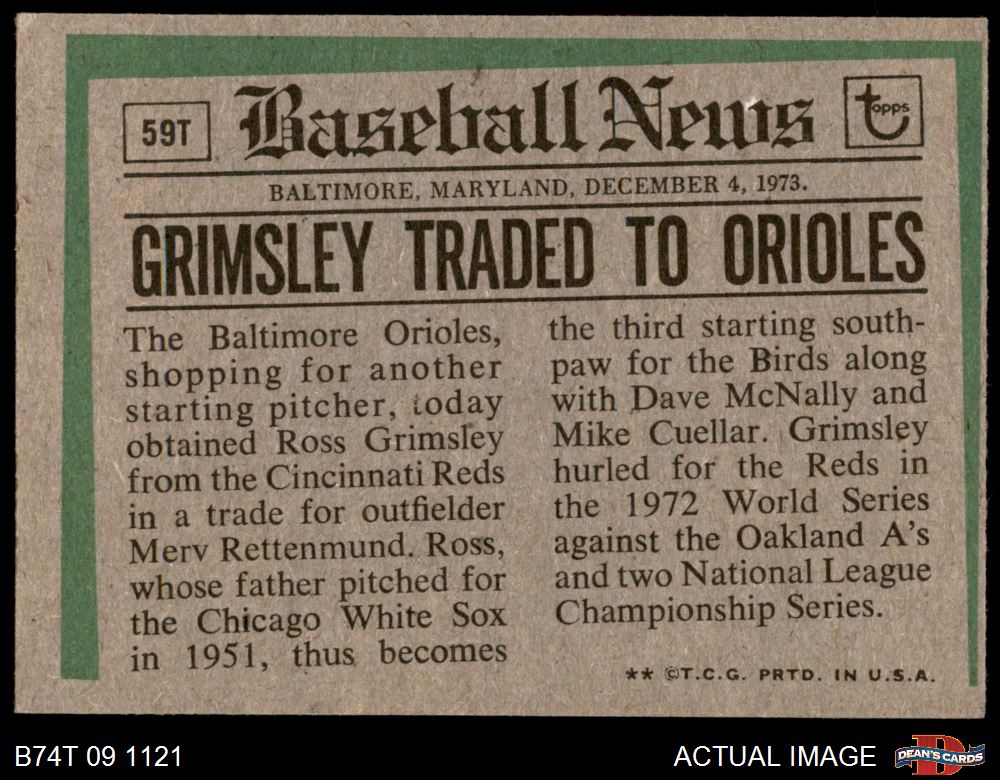 59T
Baseball News
topps
BALTIMORE, MARYLAND, DECEMBER 4, 1973.
GRIMSLEY TRADED TO ORIOLES
The Baltimore Orioles,
shopping for another
starting pitcher, today
obtained Ross Grimsley
from the Cincinnati Reds
in a trade for outfielder
Merv Rettenmund. Ross,
whose father pitched for
the Chicago White Sox
in 1951, thus becomes
the third starting south-
paw for the Birds along
with Dave McNally and
Mike Cuellar. Grimsley
hurled for the Reds in
the 1972 World Series
against the Oakland A's
and two National League
Championship Series.
** ©T.C.G. PRTD. IN U.S.A.
B74T 09 1121
ACTUAL IMAGE
DEAN'S CARDS